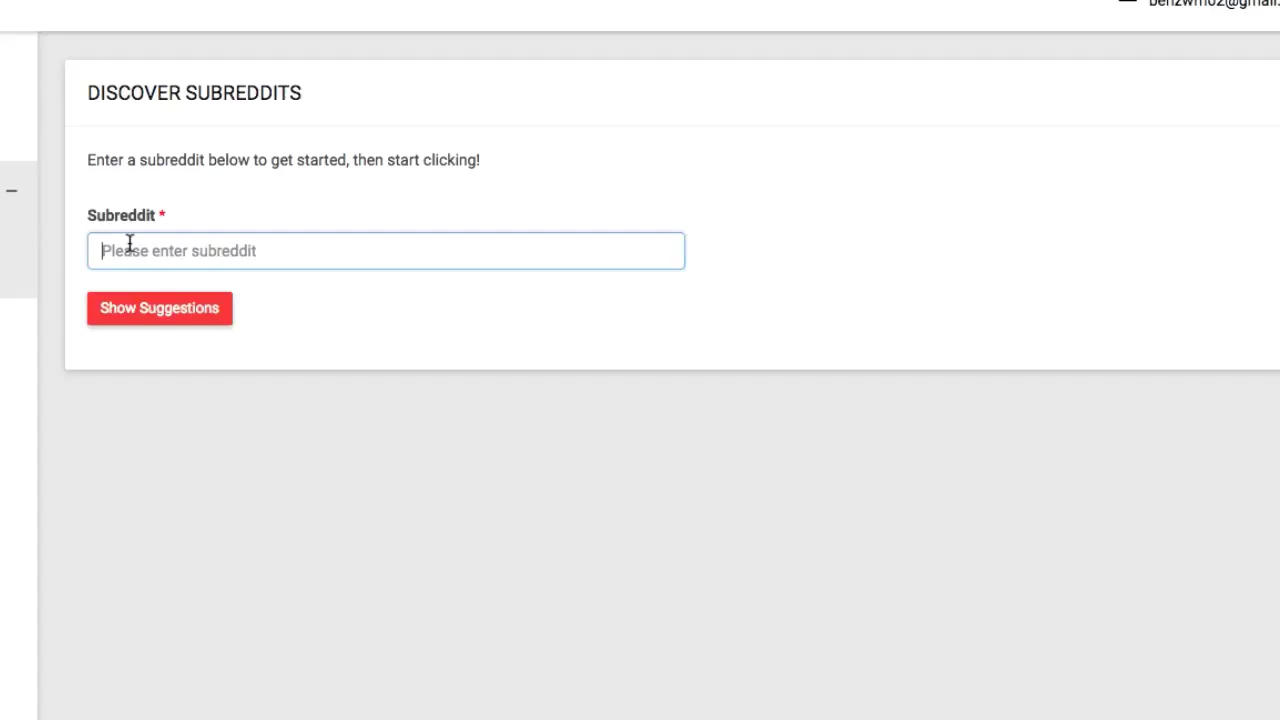 DISCOVER SUBREDDITS
Enter a subreddit below to get started, then start clicking!
Subreddit *
Please enter subreddit
Show Suggestions